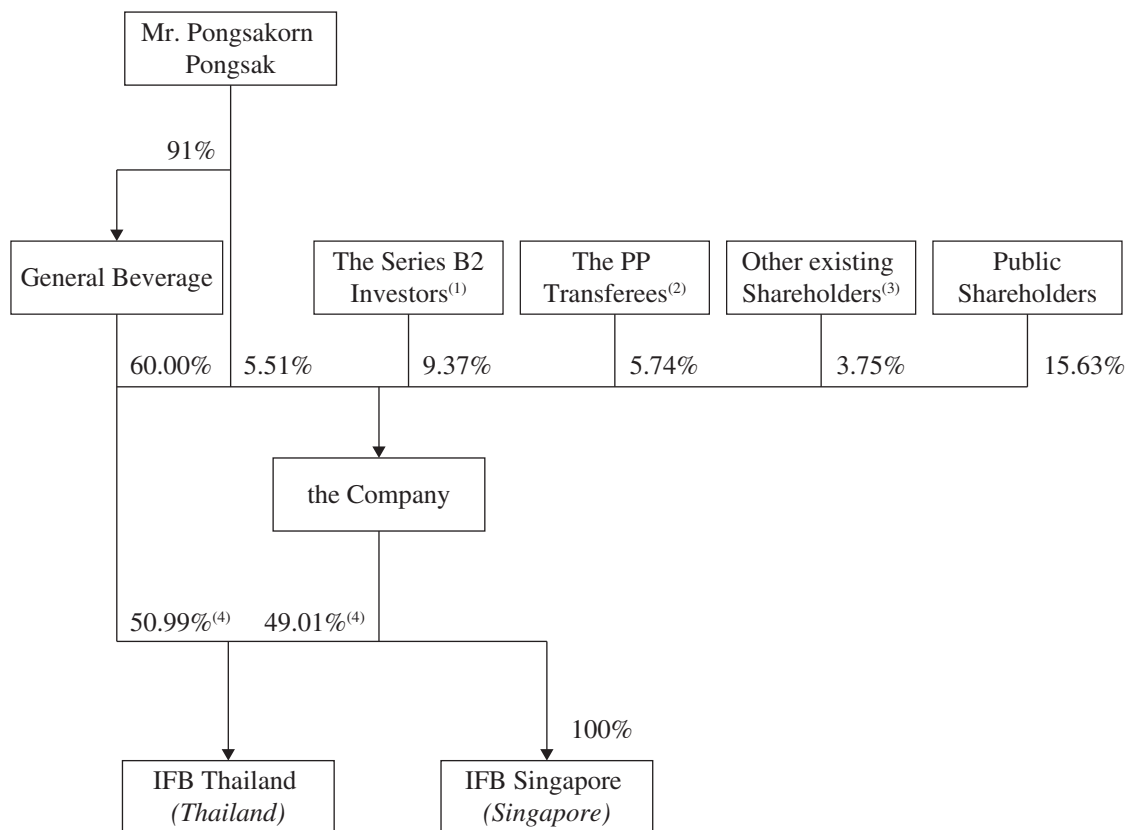 Mr. Pongsakorn
Pongsak
91%
General Beverage
The Series B2
Investors(1)
The PP
Transferees(2)
Other existing
Shareholders(3)
Public
Shareholders
60.00%
5.51%
9.37%
5.74%
3.75%
15.63%
the Company
50.99%(4)
49.01%(4)
100%
IFB Thailand
(Thailand)
IFB Singapore
(Singapore)